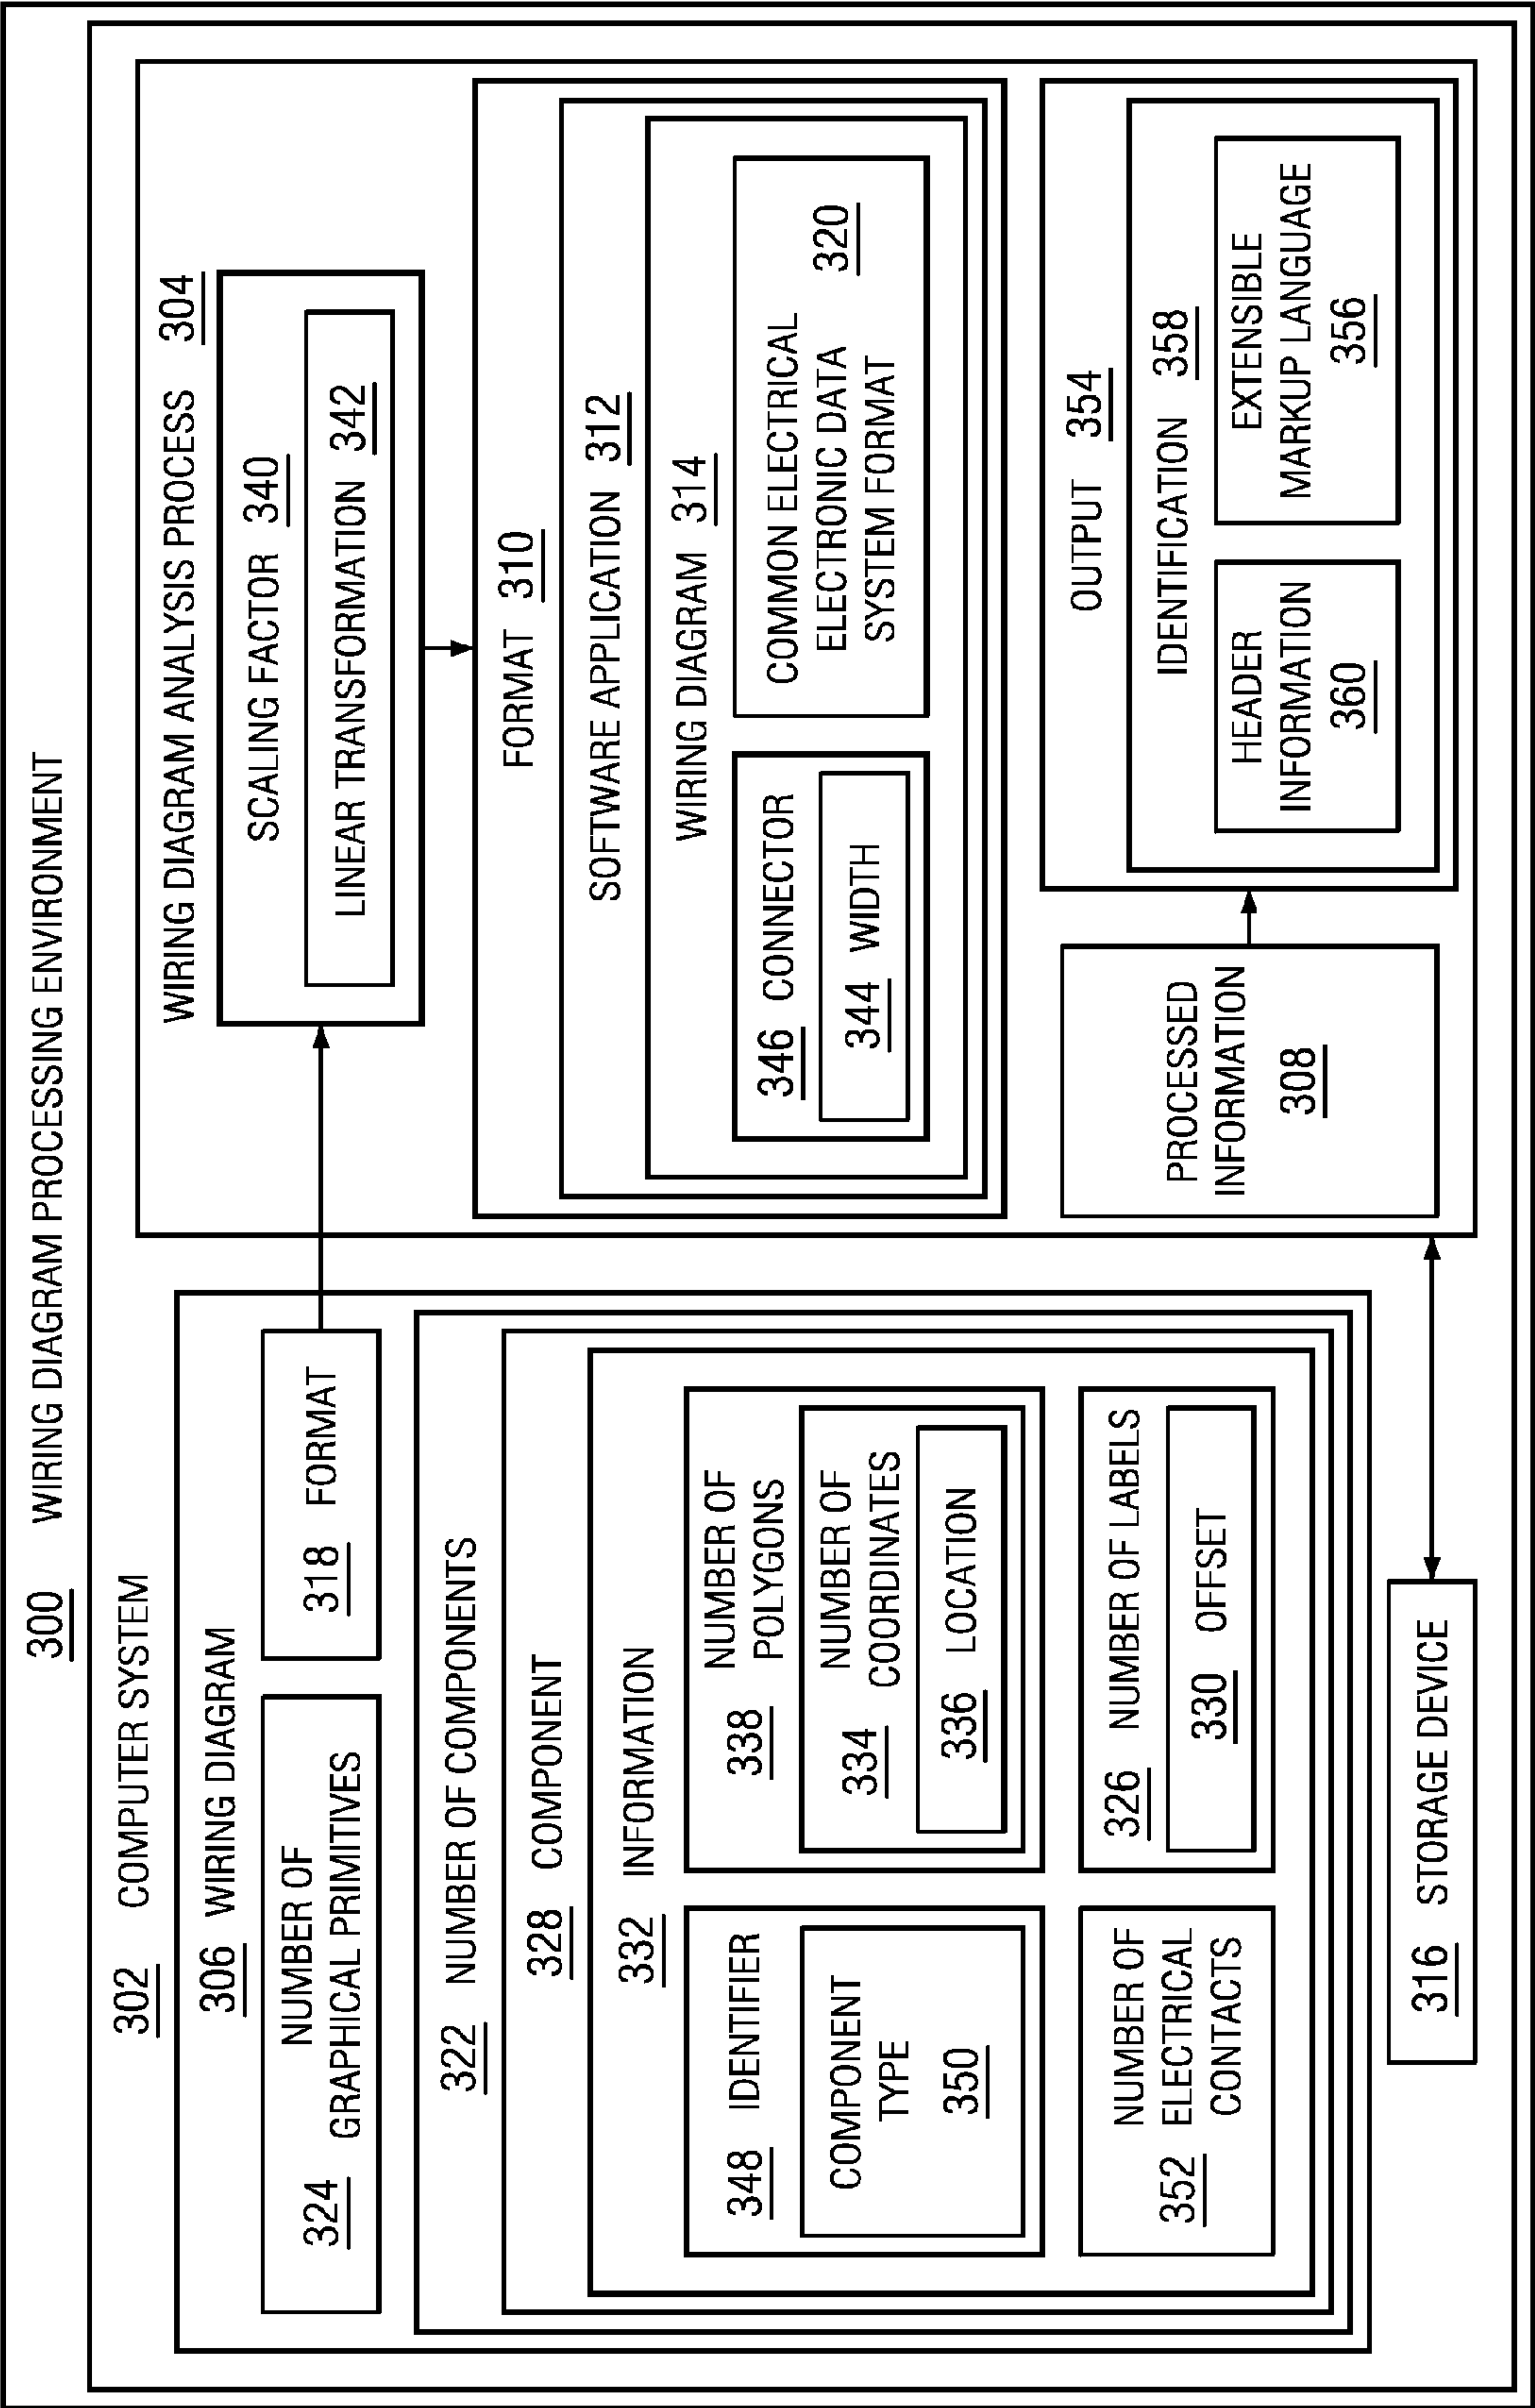 300 WIRING DIAGRAM PROCESSING ENVIRONMENT
302 COMPUTER SYSTEM
306 WIRING DIAGRAM
NUMBER OF
324 GRAPHICAL PRIMITIVES
318 FORMAT
322 NUMBER OF COMPONENTS
328 COMPONENT
332 INFORMATION
348 IDENTIFIER
COMPONENT
TYPE
350
NUMBER OF
338 POLYGONS
NUMBER OF
334 COORDINATES
336 LOCATION
NUMBER OF
352 ELECTRICAL
CONTACTS
326 NUMBER OF LABELS
330 OFFSET
316 STORAGE DEVICE
WIRING DIAGRAM ANALYSIS PROCESS 304
SCALING FACTOR 340
LINEAR TRANSFORMATION 342
FORMAT 310
SOFTWARE APPLICATION 312
WIRING DIAGRAM 314
346 CONNECTOR
344 WIDTH
COMMON ELECTRICAL
ELECTRONIC DATA 320
SYSTEM FORMAT
PROCESSED
INFORMATION
308
OUTPUT 354
IDENTIFICATION 358
HEADER
INFORMATION
360
EXTENSIBLE
MARKUP LANGUAGE
356